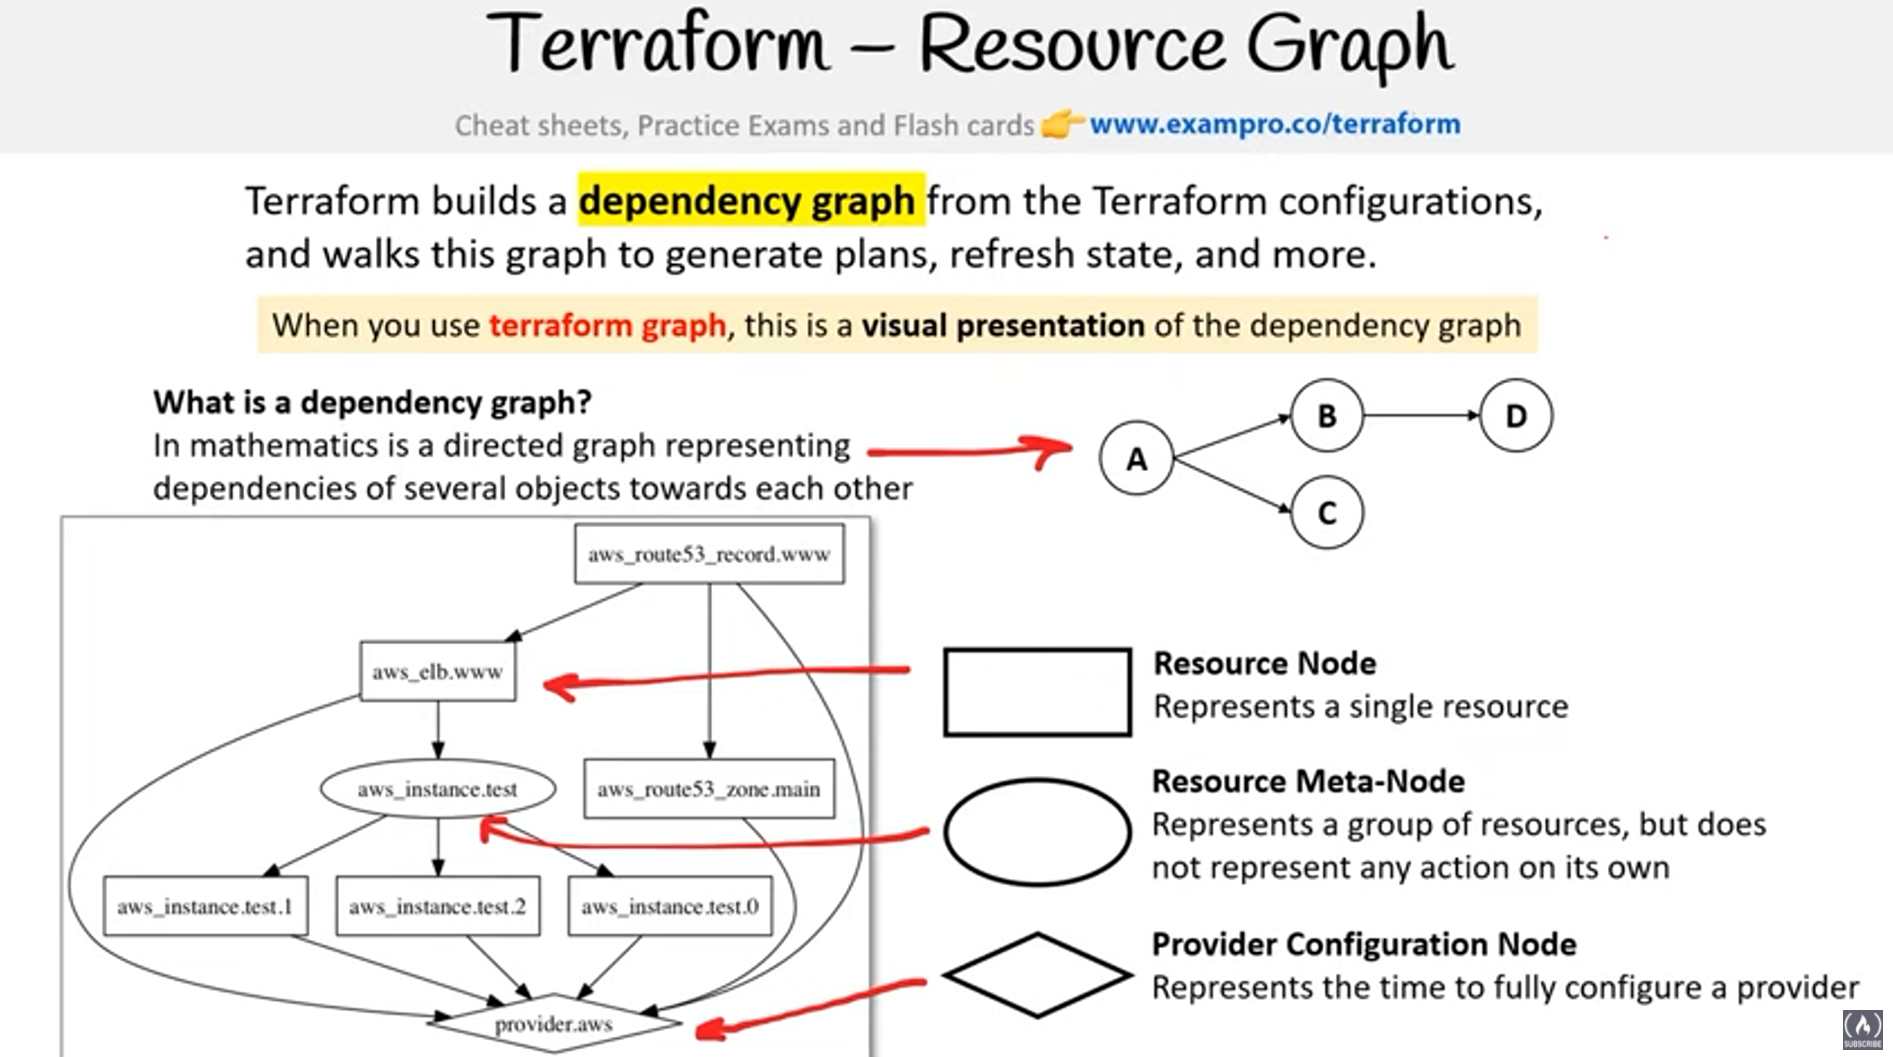 Terraform – Resource Graph
Cheat sheets, Practice Exams and Flash cards 👉 www.exampro.co/terraform
Terraform builds a dependency graph from the Terraform configurations,
and walks this graph to generate plans, refresh state, and more.
When you use terraform graph, this is a visual presentation of the dependency graph
What is a dependency graph?
In mathematics is a directed graph representing
dependencies of several objects towards each other
A
B
D
C
aws_route53_record.www
aws_elb.www
aws_instance.test
aws_route53_zone.main
aws_instance.test.1
aws_instance.test.2
aws_instance.test.0
provider.aws
Resource Node
Represents a single resource
Resource Meta-Node
Represents a group of resources, but does
not represent any action on its own
Provider Configuration Node
Represents the time to fully configure a provider
SUBSCRIBE